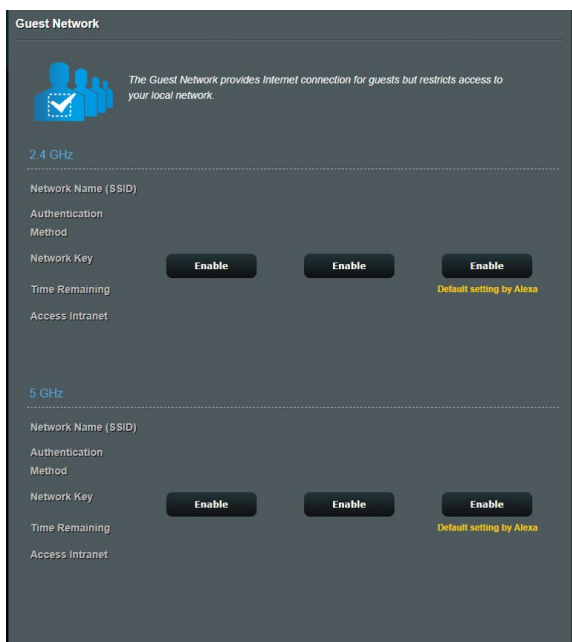 Guest Network
The Guest Network provides Internet connection for guests but restricts access to
your local network.
2.4 GHz
Network Name (SSID)
Authentication
Method
Network Key
Enable Enable Enable
Time Remaining
Default setting by Alexa
Access Intranet
5 GHz
Network Name (SSID)
Authentication
Method
Network Key
Enable Enable Enable
Time Remaining
Default setting by Alexa
Access Intranet